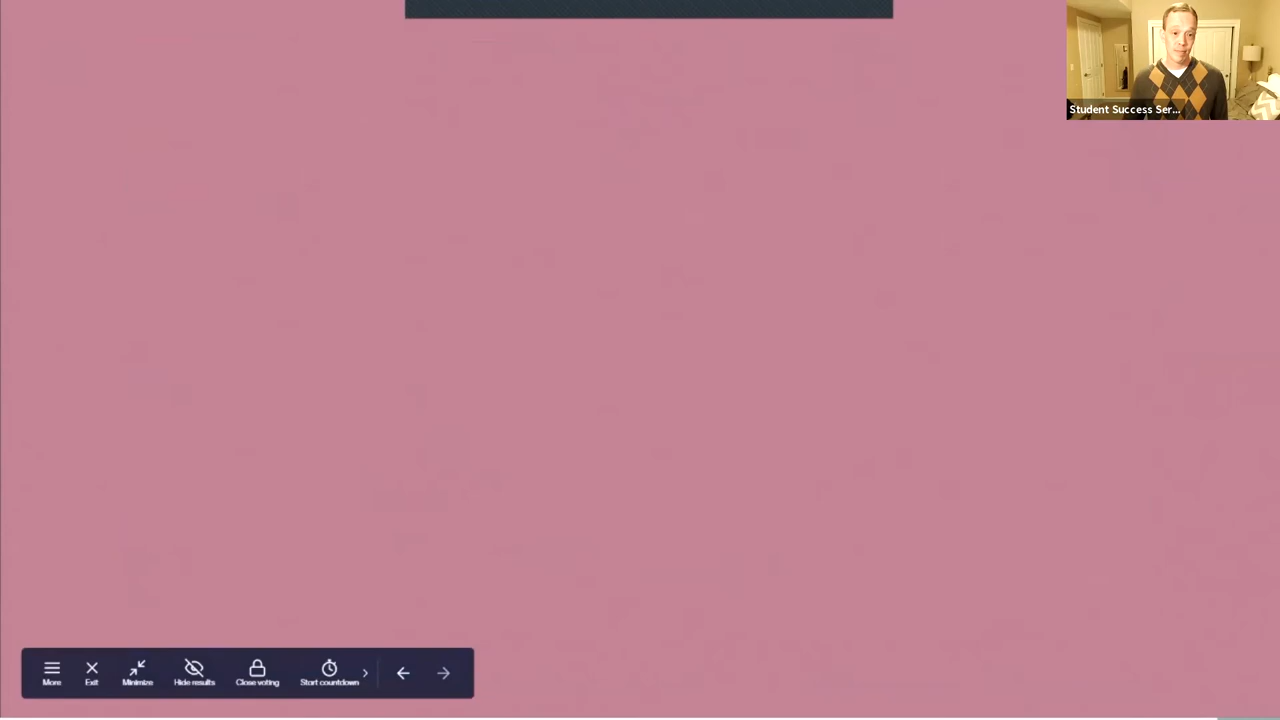 Student Success Ser...
More
Exit
Minimize
Hide results
Close voting
Start countdown